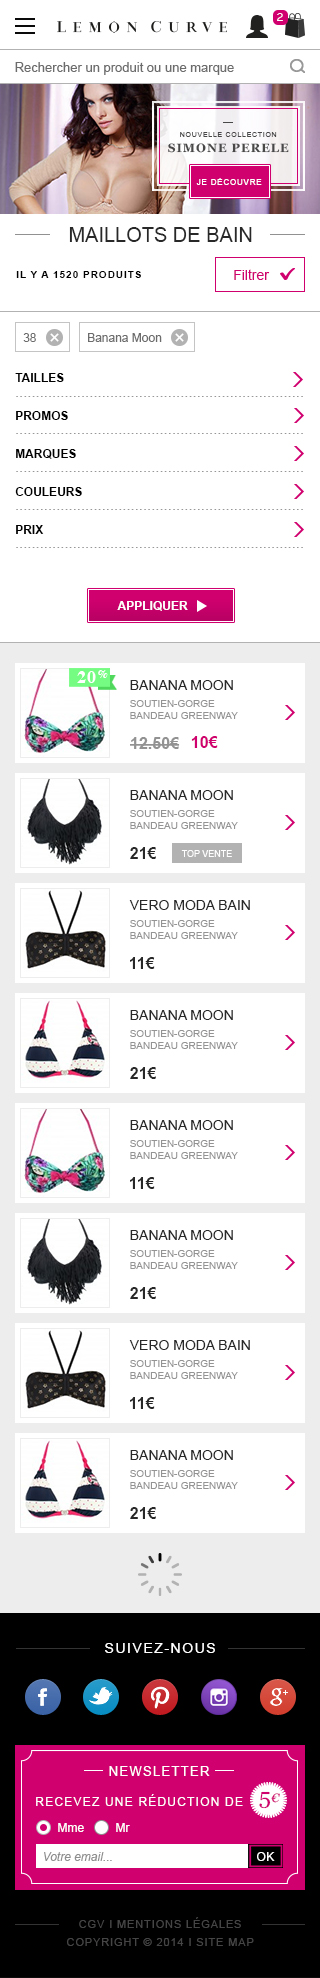 LEMON CURVE
2
Rechercher un produit ou une marque
NOUVELLE COLLECTION
SIMONE PERELE
JE DÉCOUVRE
MAILLOTS DE BAIN
IL Y A 1520 PRODUITS
Filtrer
38
Banana Moon
TAILLES
PROMOS
MARQUES
COULEURS
PRIX
APPLIQUER
20%
BANANA MOON
SOUTIEN-GORGE
BANDEAU GREENWAY
12.50€ 10€
BANANA MOON
SOUTIEN-GORGE
BANDEAU GREENWAY
21€ TOP VENTE
VERO MODA BAIN
SOUTIEN-GORGE
BANDEAU GREENWAY
11€
BANANA MOON
SOUTIEN-GORGE
BANDEAU GREENWAY
21€
BANANA MOON
SOUTIEN-GORGE
BANDEAU GREENWAY
11€
BANANA MOON
SOUTIEN-GORGE
BANDEAU GREENWAY
21€
VERO MODA BAIN
SOUTIEN-GORGE
BANDEAU GREENWAY
11€
BANANA MOON
SOUTIEN-GORGE
BANDEAU GREENWAY
21€
SUIVEZ-NOUS
f
g+
NEWSLETTER
RECEVEZ UNE RÉDUCTION DE 5€
Mme Mr
Votre email...
OK
CGV I MENTIONS LÉGALES
COPYRIGHT © 2014 I SITE MAP